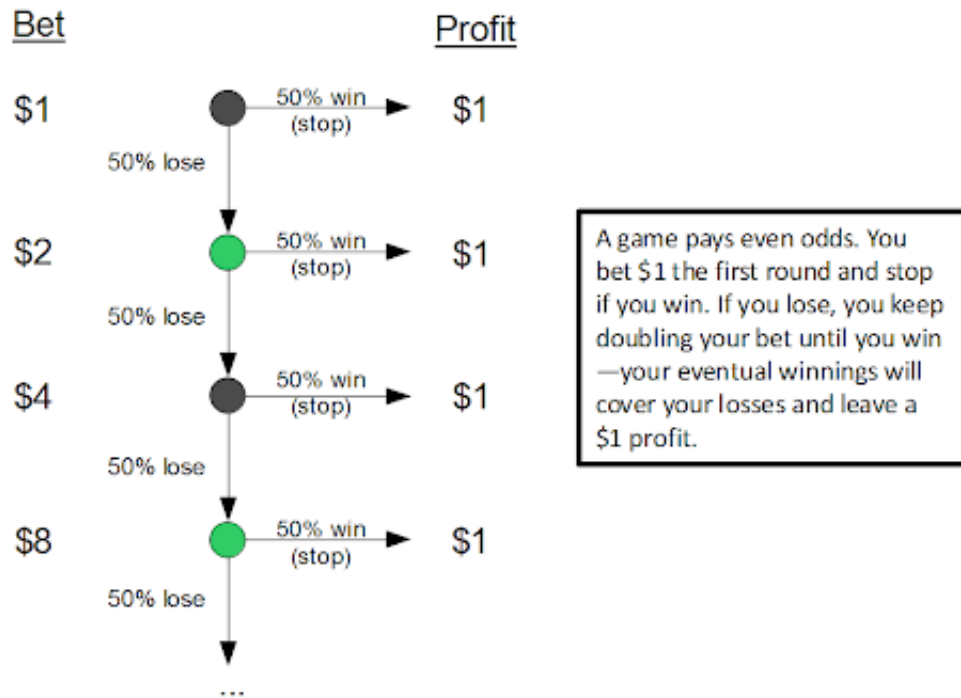 Bet
Profit
$1
50% win
(stop)
$1
50% lose
$2
50% win
(stop)
$1
50% lose
$4
50% win
(stop)
$1
50% lose
$8
50% win
(stop)
$1
50% lose
...
A game pays even odds. You
bet $1 the first round and stop
if you win. If you lose, you keep
doubling your bet until you win
—your eventual winnings will
cover your losses and leave a
$1 profit.